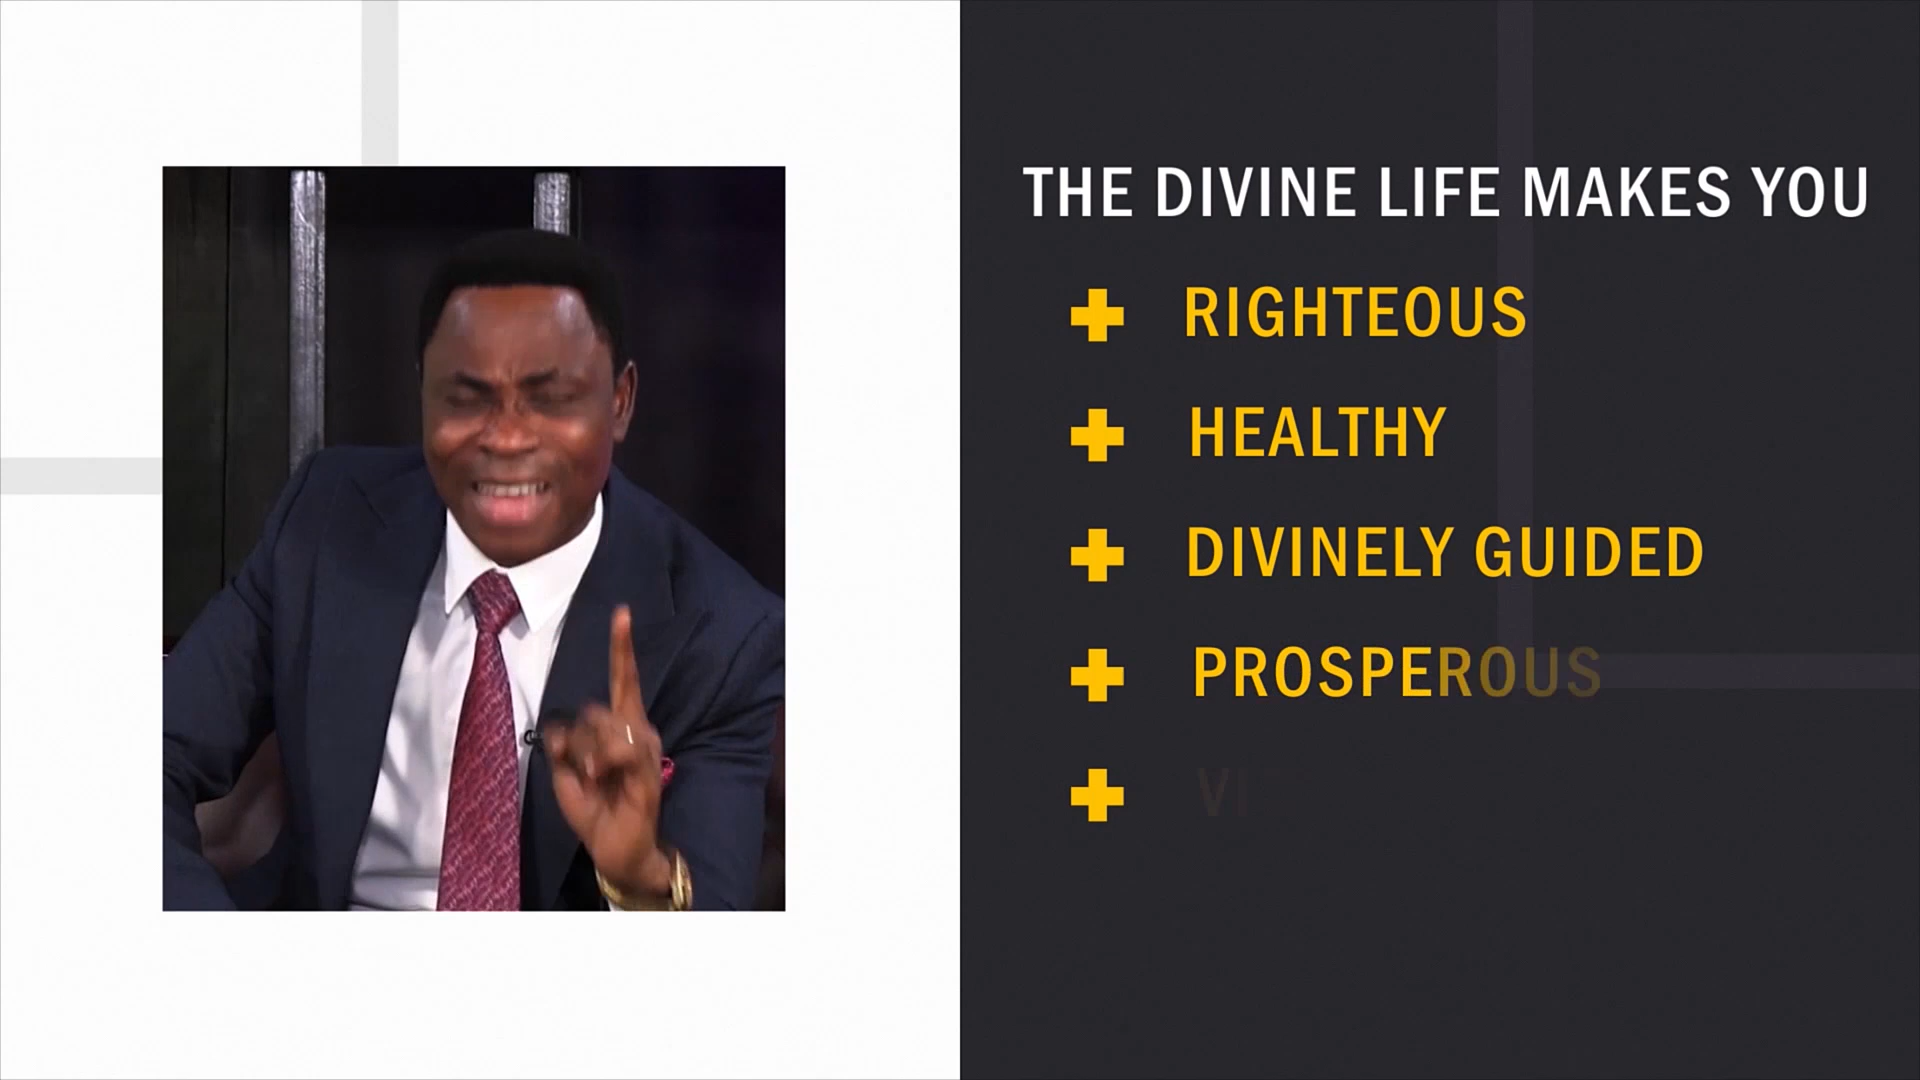 THE DIVINE LIFE MAKES YOU
RIGHTEOUS
HEALTHY
DIVINELY GUIDED
PROSPEROUS